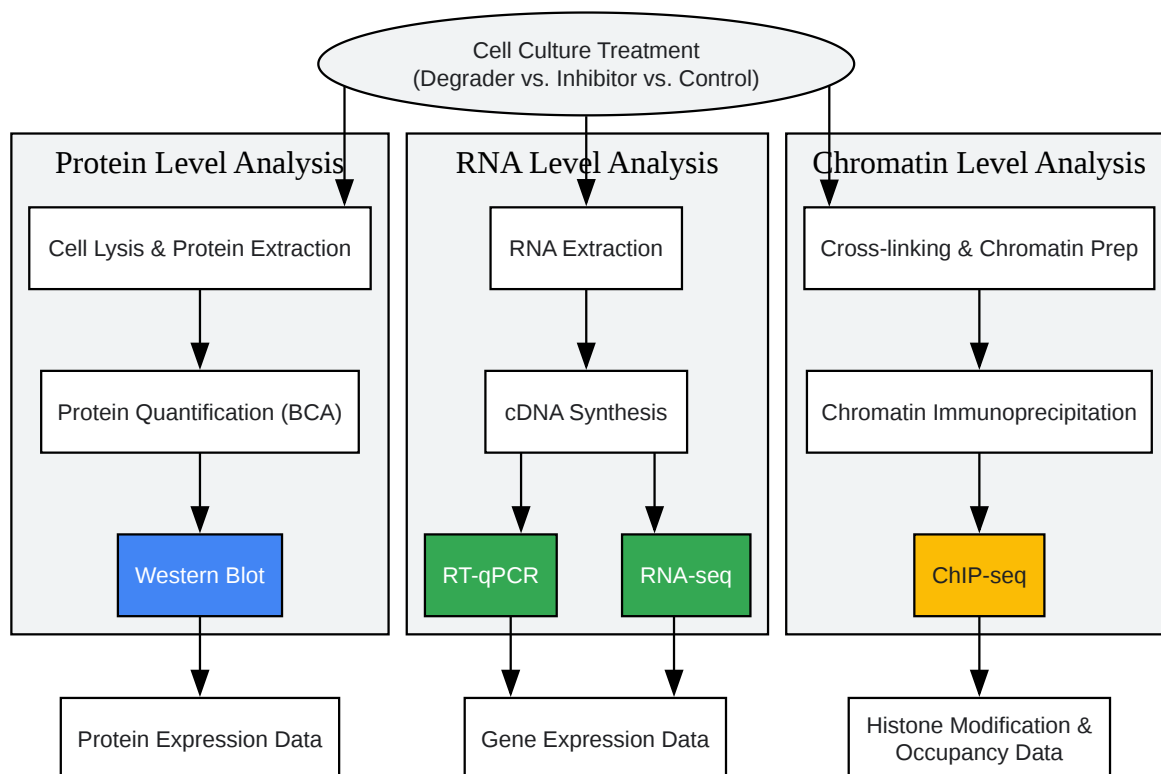 Cell Culture Treatment
(Degrader vs. Inhibitor vs. Control)
Protein Level Analysis
Cell Lysis & Protein Extraction
Protein Quantification (BCA)
Western Blot
Protein Expression Data
RNA Level Analysis
RNA Extraction
cDNA Synthesis
RT-qPCR
RNA-seq
Gene Expression Data
Chromatin Level Analysis
Cross-linking & Chromatin Prep
Chromatin Immunoprecipitation
ChIP-seq
Histone Modification &
Occupancy Data